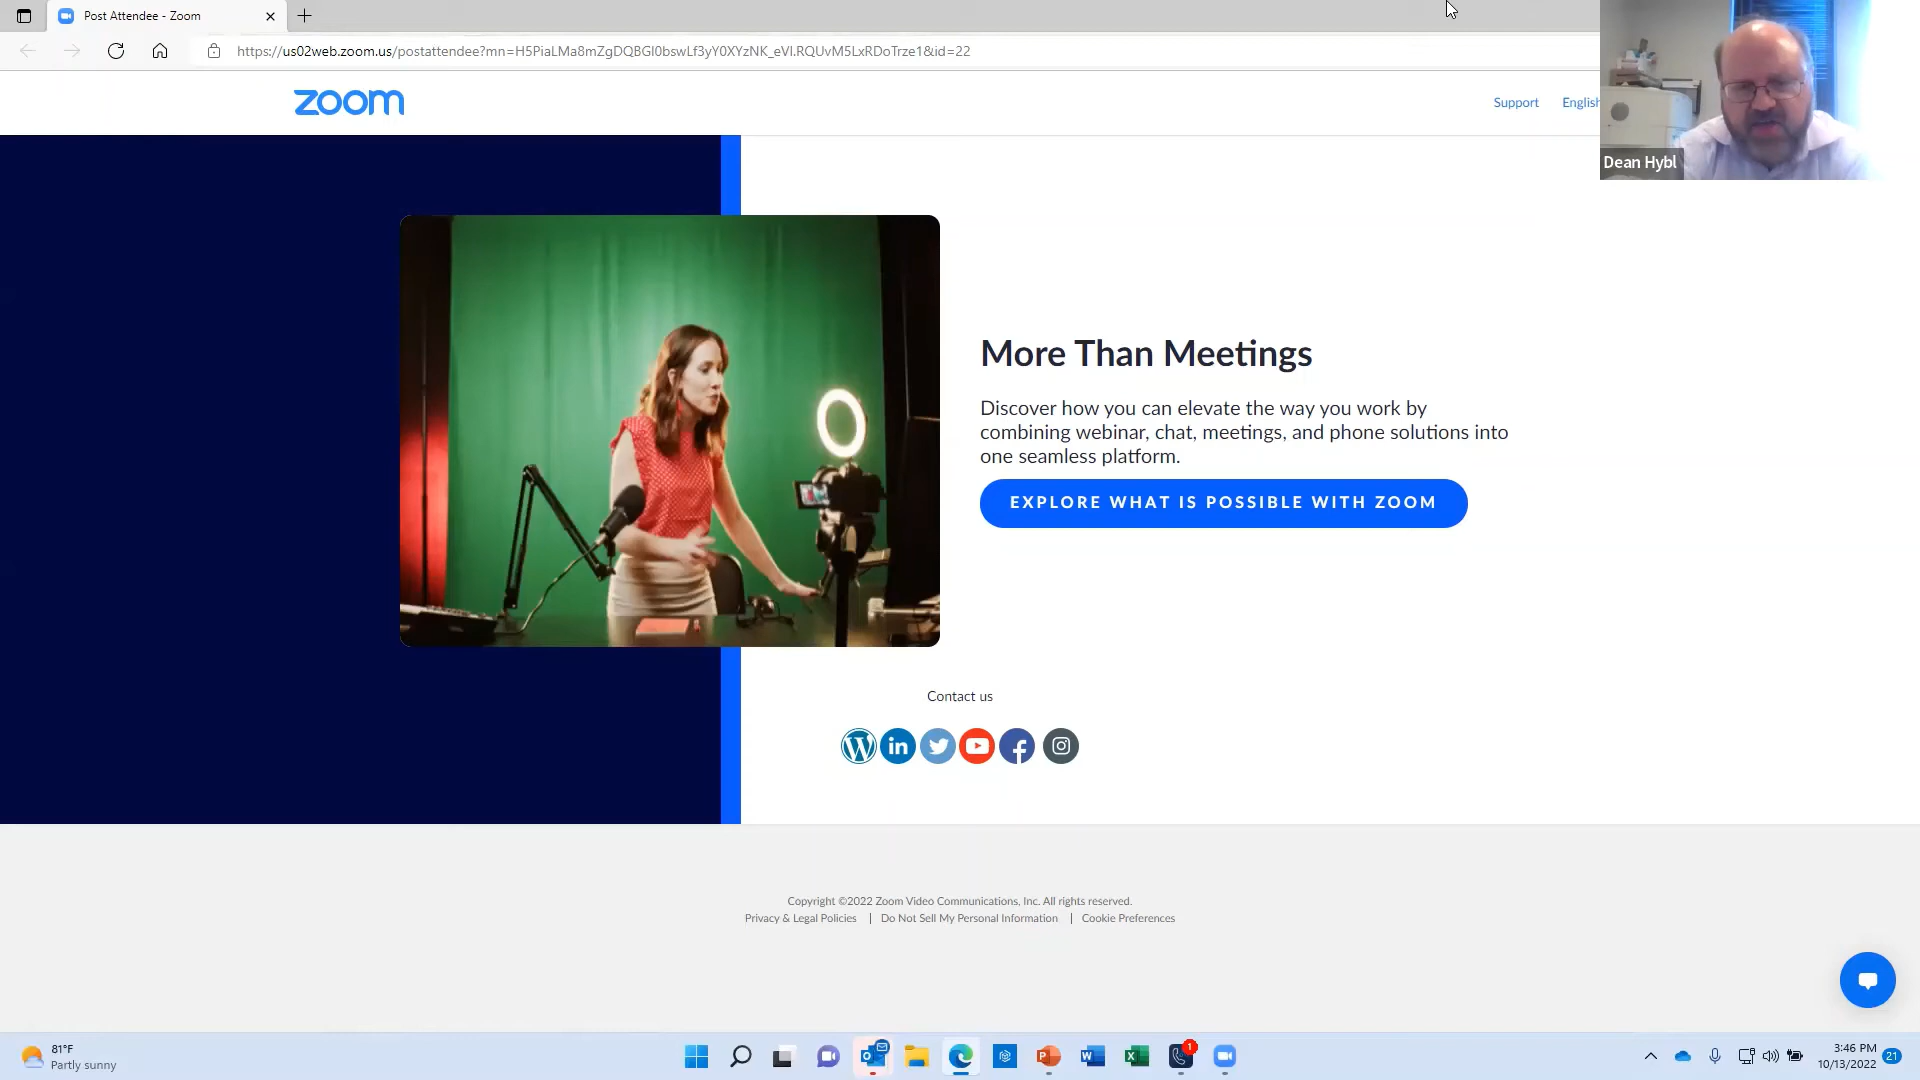 Post Attendee - Zoom
https://us02web.zoom.us/postattendee?mn=H5PiaLMa8mZgDQBGI0bswLf3yY0XYzNK_eVI.RQUvM5LxRDoTrze1&id=22
zoom
Support
English
Dean Hybl
More Than Meetings
Discover how you can elevate the way you work by
combining webinar, chat, meetings, and phone solutions into
one seamless platform.
EXPLORE WHAT IS POSSIBLE WITH ZOOM
Contact us
Copyright ©2022 Zoom Video Communications, Inc. All rights reserved.
Privacy & Legal Policies | Do Not Sell My Personal Information | Cookie Preferences
81°F
Partly sunny
1
3:46 PM
10/13/2022
21